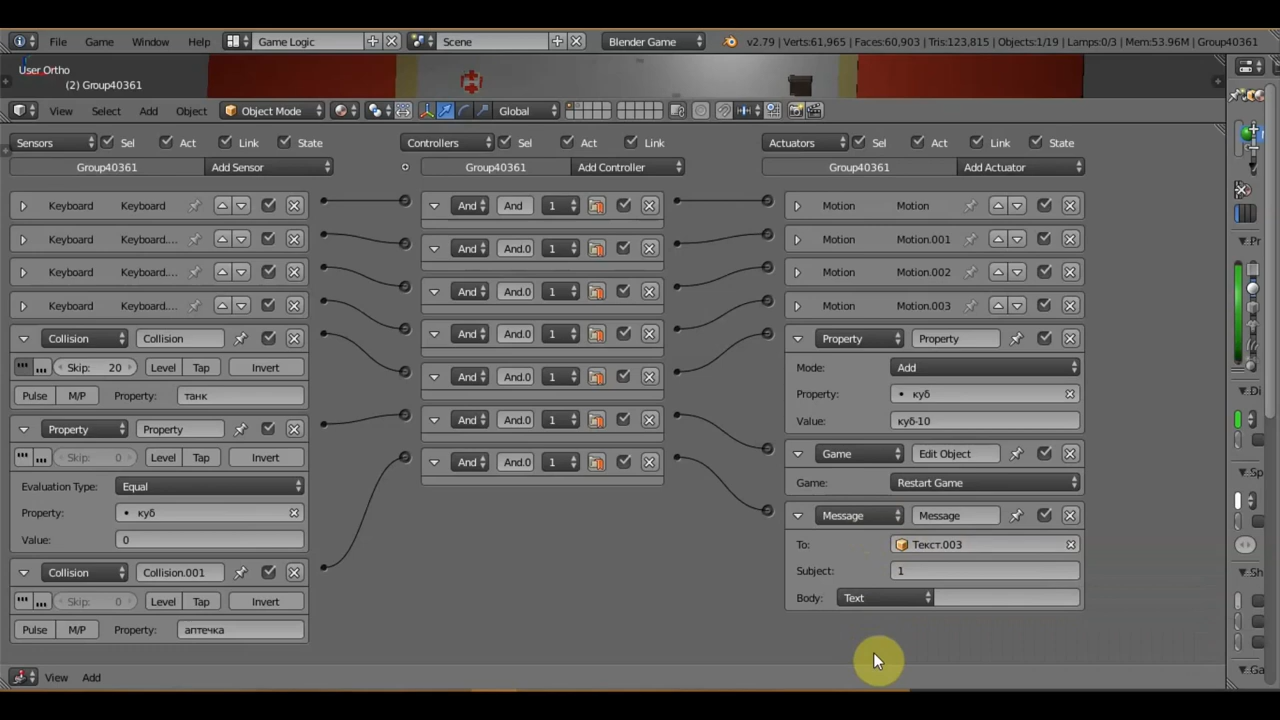 File Game Window Help Game Logic Scene Blender Game v2.79 | Verts:61,965 | Faces:60,903 | Tris:123,815 | Objects:1/19 | Lamps:0/3 | Mem:53.96M | Group40361
User Ortho
(2) Group40361
View Select Add Object Object Mode Global
Sensors Sel Act Link State Controllers Sel Act Link Actuators Sel Act Link State
Group40361 Add Sensor Group40361 Add Controller Group40361 Add Actuator
Keyboard Keyboard And And 1 Motion Motion
Keyboard Keyboard.... And And.0 1 Motion Motion.001
Keyboard Keyboard.... And And.0 1 Motion Motion.002
Keyboard Keyboard.... And And.0 1 Motion Motion.003
Collision Collision And And.0 1 Property Property
Skip: 20 Level Tap Invert Mode: Add
Pulse M/P Property: танк Property: куб
Property Property And And.0 1 Value: куб-10
Skip: 0 Level Tap Invert And And.0 1 Game Edit Object
Evaluation Type: Equal Game: Restart Game
Property: куб Message Message
Value: 0 To: Текст.003
Collision Collision.001 Subject: 1
Skip: 0 Level Tap Invert Body: Text
Pulse M/P Property: аптечка
View Add